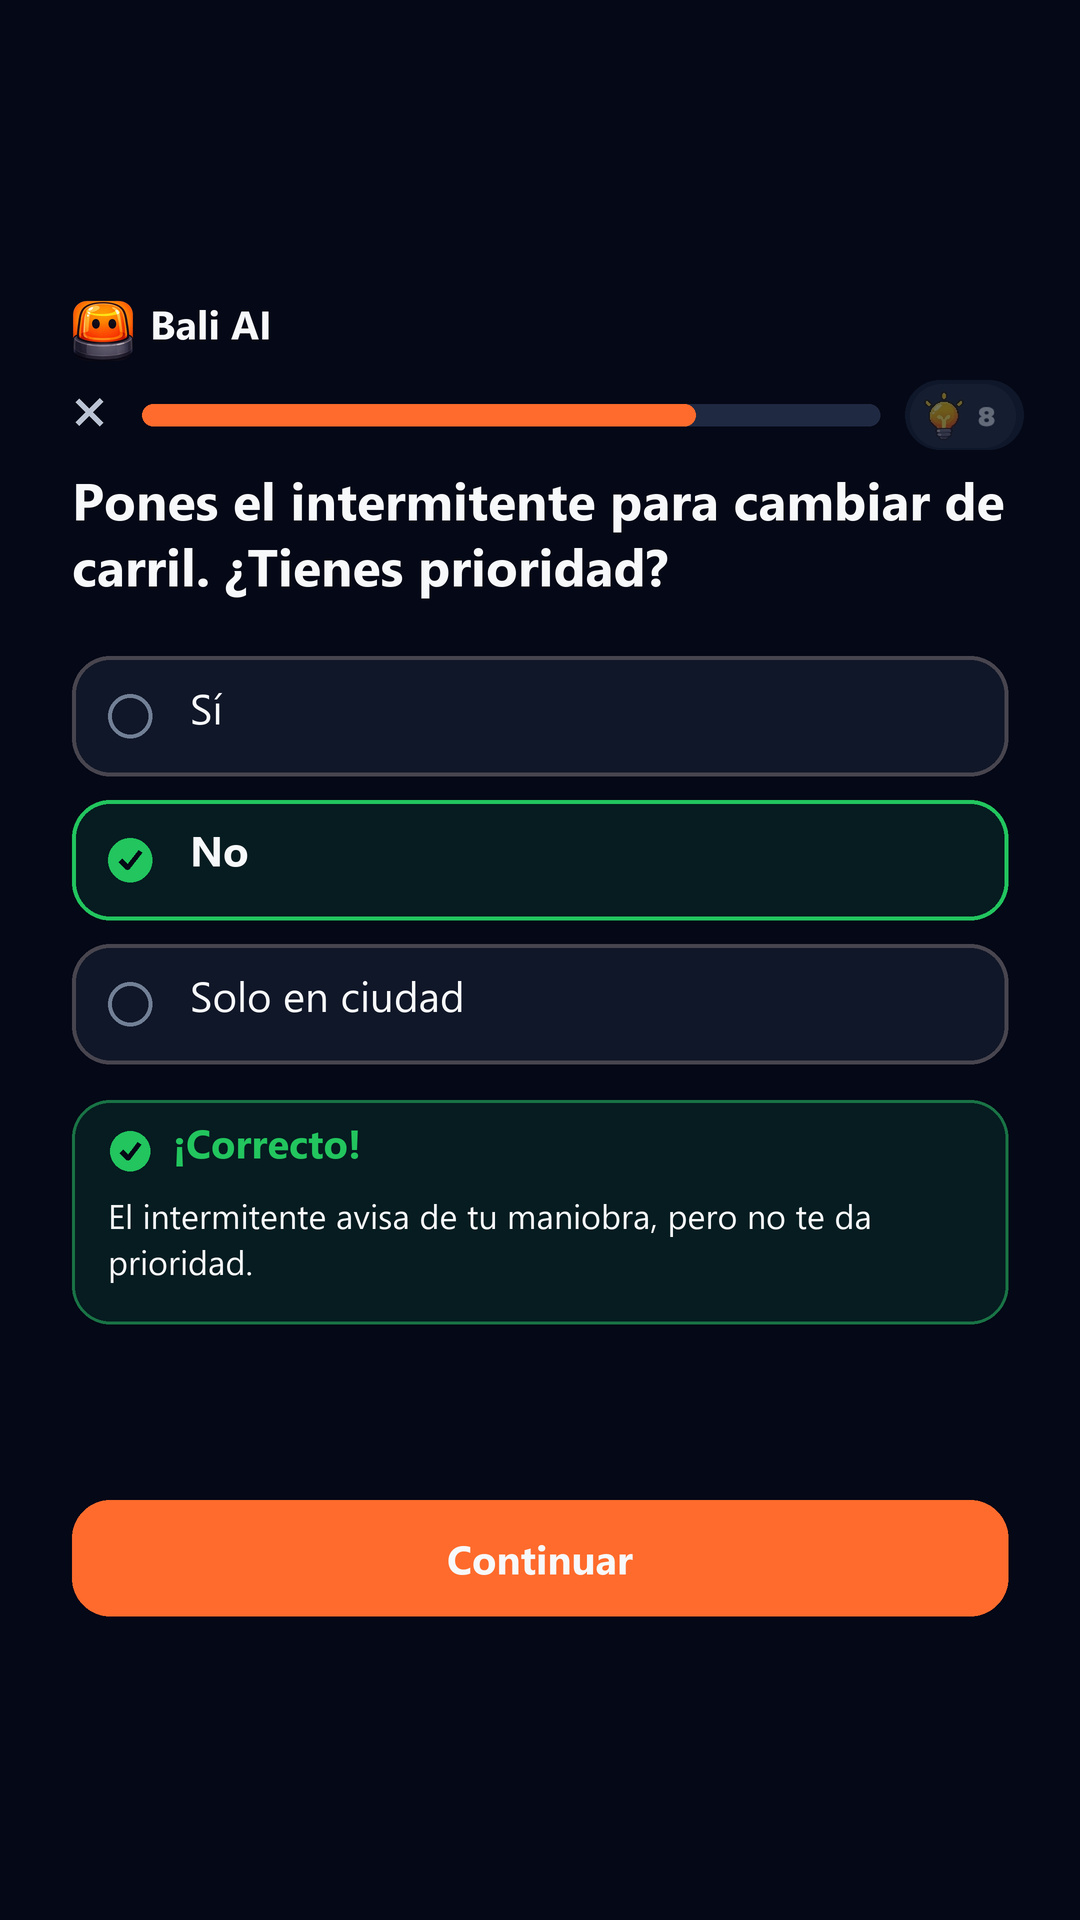 Bali AI
8
Pones el intermitente para cambiar de
carril. ¿Tienes prioridad?
Sí
No
Solo en ciudad
¡Correcto!
El intermitente avisa de tu maniobra, pero no te da
prioridad.
Continuar